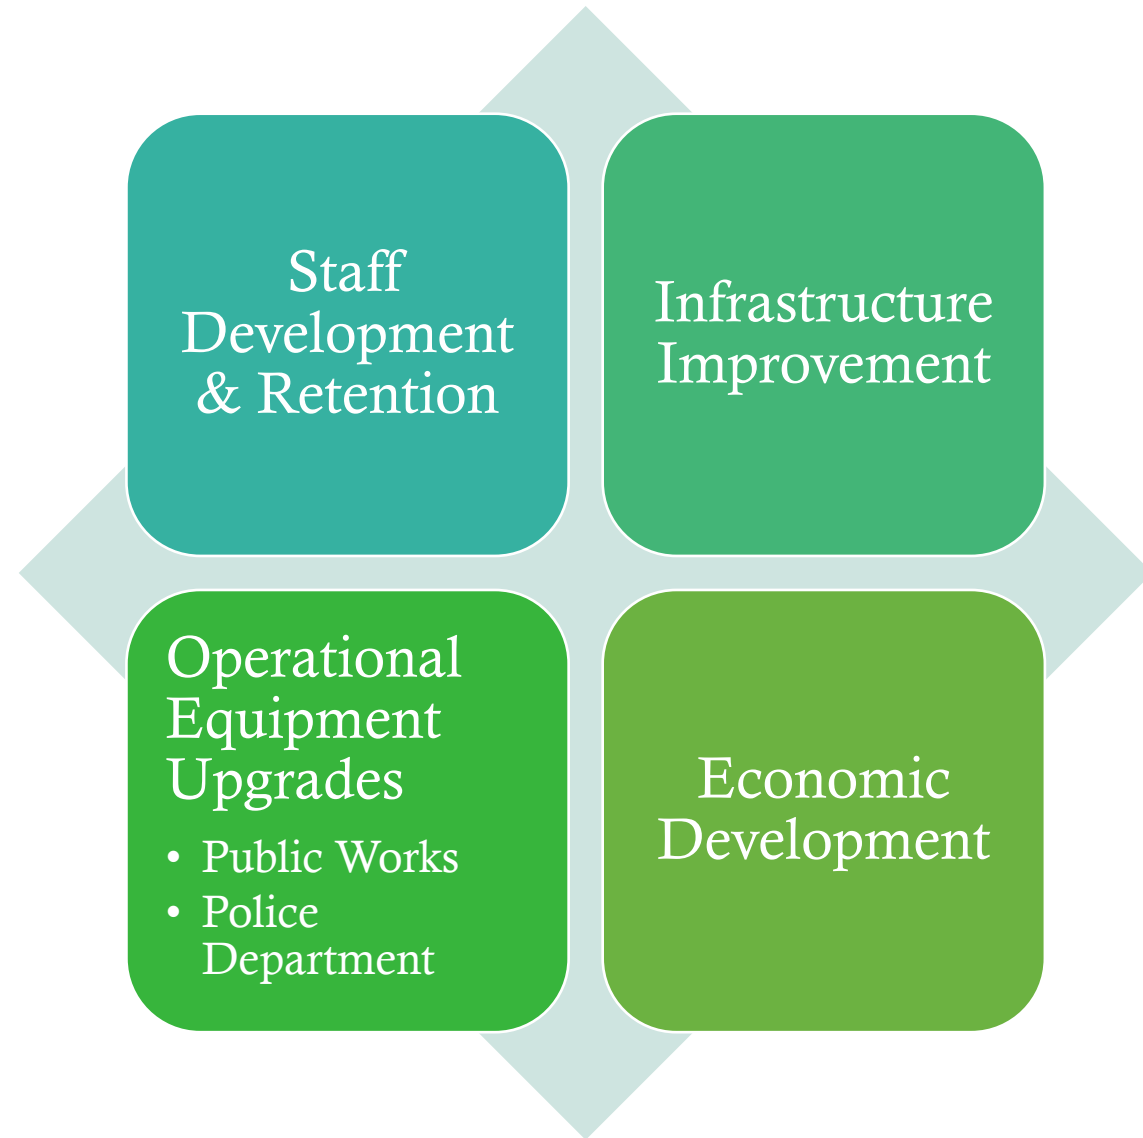 Staff
Development
& Retention
Infrastructure
Improvement
Operational
Equipment
Upgrades
• Public Works
• Police
Department
Economic
Development